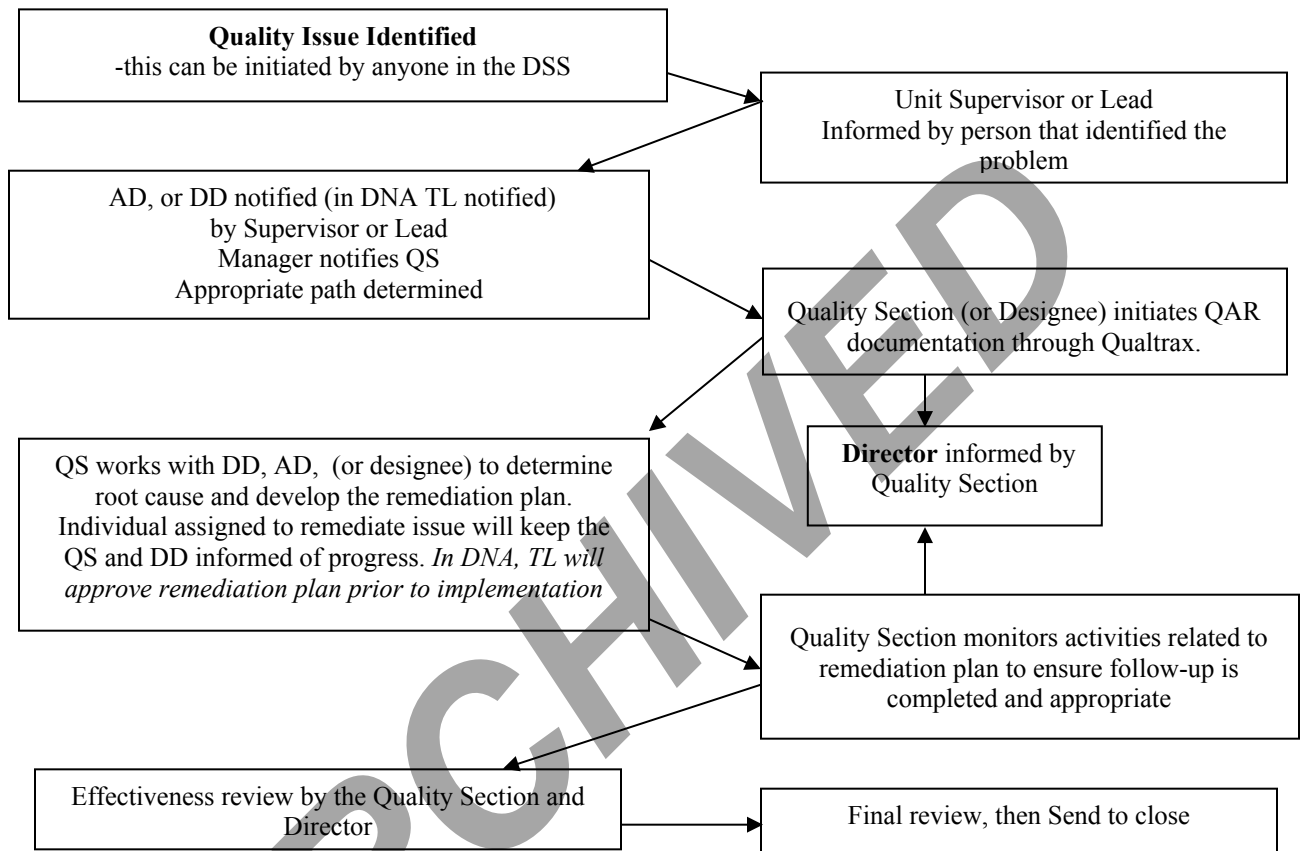 Quality Issue Identified
-this can be initiated by anyone in the DSS
Unit Supervisor or Lead
Informed by person that identified the
problem
AD, or DD notified (in DNA TL notified)
by Supervisor or Lead
Manager notifies QS
Appropriate path determined
Quality Section (or Designee) initiates QAR
documentation through Qualtrax.
Director informed by
Quality Section
QS works with DD, AD, (or designee) to determine
root cause and develop the remediation plan.
Individual assigned to remediate issue will keep the
QS and DD informed of progress. In DNA, TL will
approve remediation plan prior to implementation
Quality Section monitors activities related to
remediation plan to ensure follow-up is
completed and appropriate
Effectiveness review by the Quality Section and
Director
Final review, then Send to close
RCHIVED